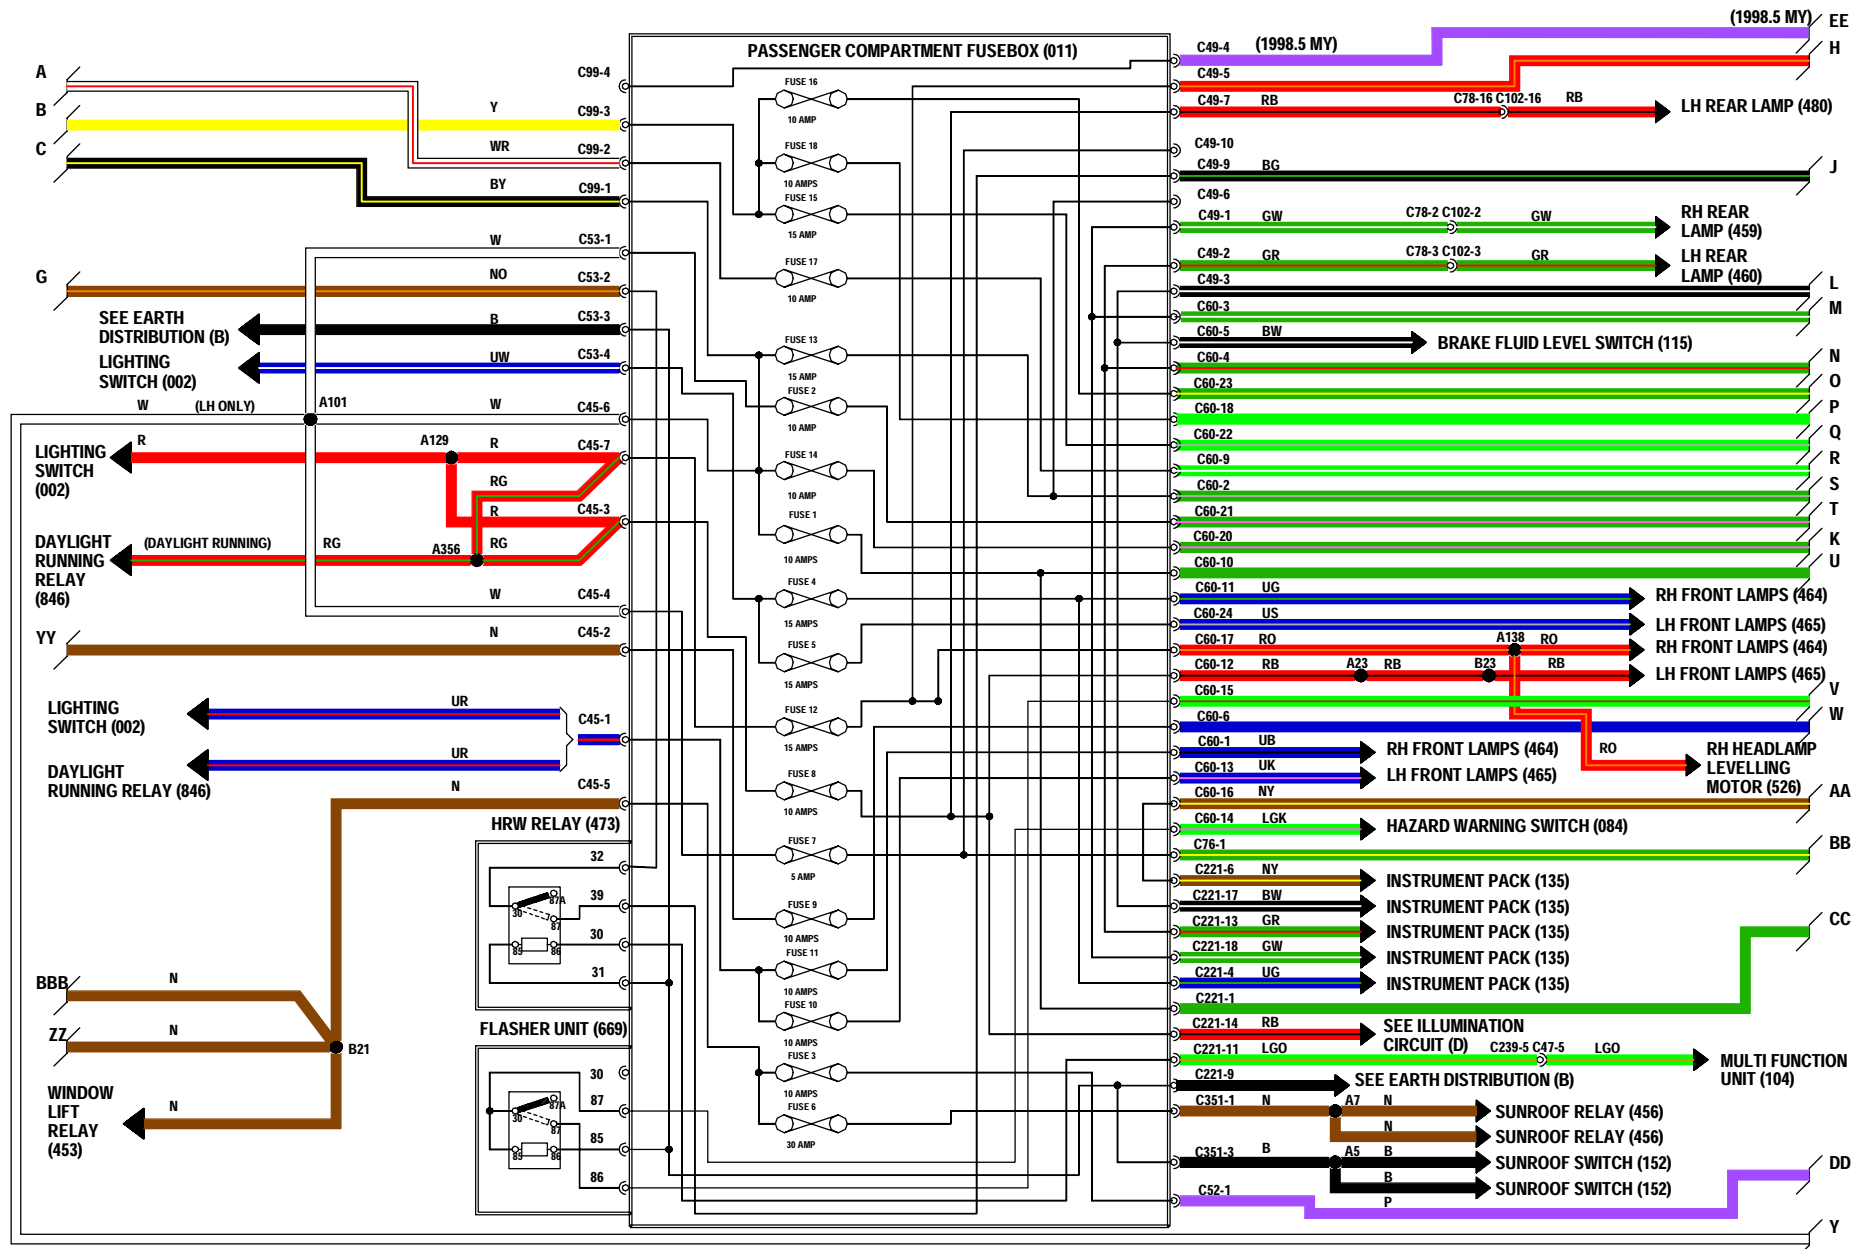 (1998.5 MY) EE
PASSENGER COMPARTMENT FUSEBOX (011)
C49-4 (1998.5 MY)
H
A
C99-4
C49-5
FUSE 16
10 AMP
C49-7 RB C78-16 C102-16 RB LH REAR LAMP (480)
B
Y C99-3
C
WR C99-2
FUSE 18
10 AMPS
C49-10
C49-9 BG J
BY C99-1
FUSE 15
15 AMP
C49-6
C49-1 GW C78-2 C102-2 GW
RH REAR
LAMP (459)
W C53-1
FUSE 17
10 AMP
C49-2 GR C78-3 C102-3 GR
LH REAR
LAMP (460)
G
NO C53-2
C49-3 L
C60-3 M
SEE EARTH
DISTRIBUTION (B)
B C53-3
C60-5 BW BRAKE FLUID LEVEL SWITCH (115)
LIGHTING
SWITCH (002)
UW C53-4
FUSE 13
15 AMP
C60-4 N
C60-23 O
W (LH ONLY) A101 W C45-6
FUSE 2
10 AMP
C60-18 P
C60-22 Q
LIGHTING
SWITCH
(002)
R A129 R C45-7
FUSE 14
10 AMP
C60-9 R
RG
C60-2 S
R C45-3
FUSE 1
10 AMPS
C60-21 T
DAYLIGHT
RUNNING
RELAY
(846)
(DAYLIGHT RUNNING) RG A356 RG
C60-20 K
C60-10 U
W C45-4
FUSE 4
15 AMPS
C60-11 UG RH FRONT LAMPS (464)
C60-24 US LH FRONT LAMPS (465)
YY
N C45-2
FUSE 5
15 AMPS
C60-17 RO A138 RO RH FRONT LAMPS (464)
C60-12 RB A23 RB B23 RB LH FRONT LAMPS (465)
LIGHTING
SWITCH (002)
UR
C45-1
FUSE 12
15 AMPS
C60-15 V
C60-6 W
DAYLIGHT
RUNNING RELAY (846)
UR
C60-1 UB RH FRONT LAMPS (464)
RO
RH HEADLAMP
LEVELLING
MOTOR (526)
C60-13 UK LH FRONT LAMPS (465)
N C45-5
FUSE 8
10 AMPS
C60-16 NY AA
HRW RELAY (473)
C60-14 LGK HAZARD WARNING SWITCH (084)
32
FUSE 7
5 AMP
C76-1 BB
C221-6 NY INSTRUMENT PACK (135)
39
87A
30
87
FUSE 9
10 AMPS
C221-17 BW INSTRUMENT PACK (135)
C221-13 GR INSTRUMENT PACK (135)
CC
30
85 86
C221-18 GW INSTRUMENT PACK (135)
31
FUSE 11
10 AMPS
C221-4 UG INSTRUMENT PACK (135)
BBB N
C221-1
FLASHER UNIT (669)
FUSE 10
10 AMPS
C221-14 RB
SEE ILLUMINATION
CIRCUIT (D)
ZZ N
B21
C221-11 LGO C239-5 C47-5 LGO
MULTI FUNCTION
UNIT (104)
30
FUSE 3
10 AMPS
C221-9 SEE EARTH DISTRIBUTION (B)
WINDOW
LIFT
RELAY
(453)
N
87
87A
30
87
FUSE 6
30 AMP
C351-1 N A7 N SUNROOF RELAY (456)
N SUNROOF RELAY (456)
85
85 86
C351-3 B A5 B SUNROOF SWITCH (152)
DD
86
B SUNROOF SWITCH (152)
C52-1 P
Y